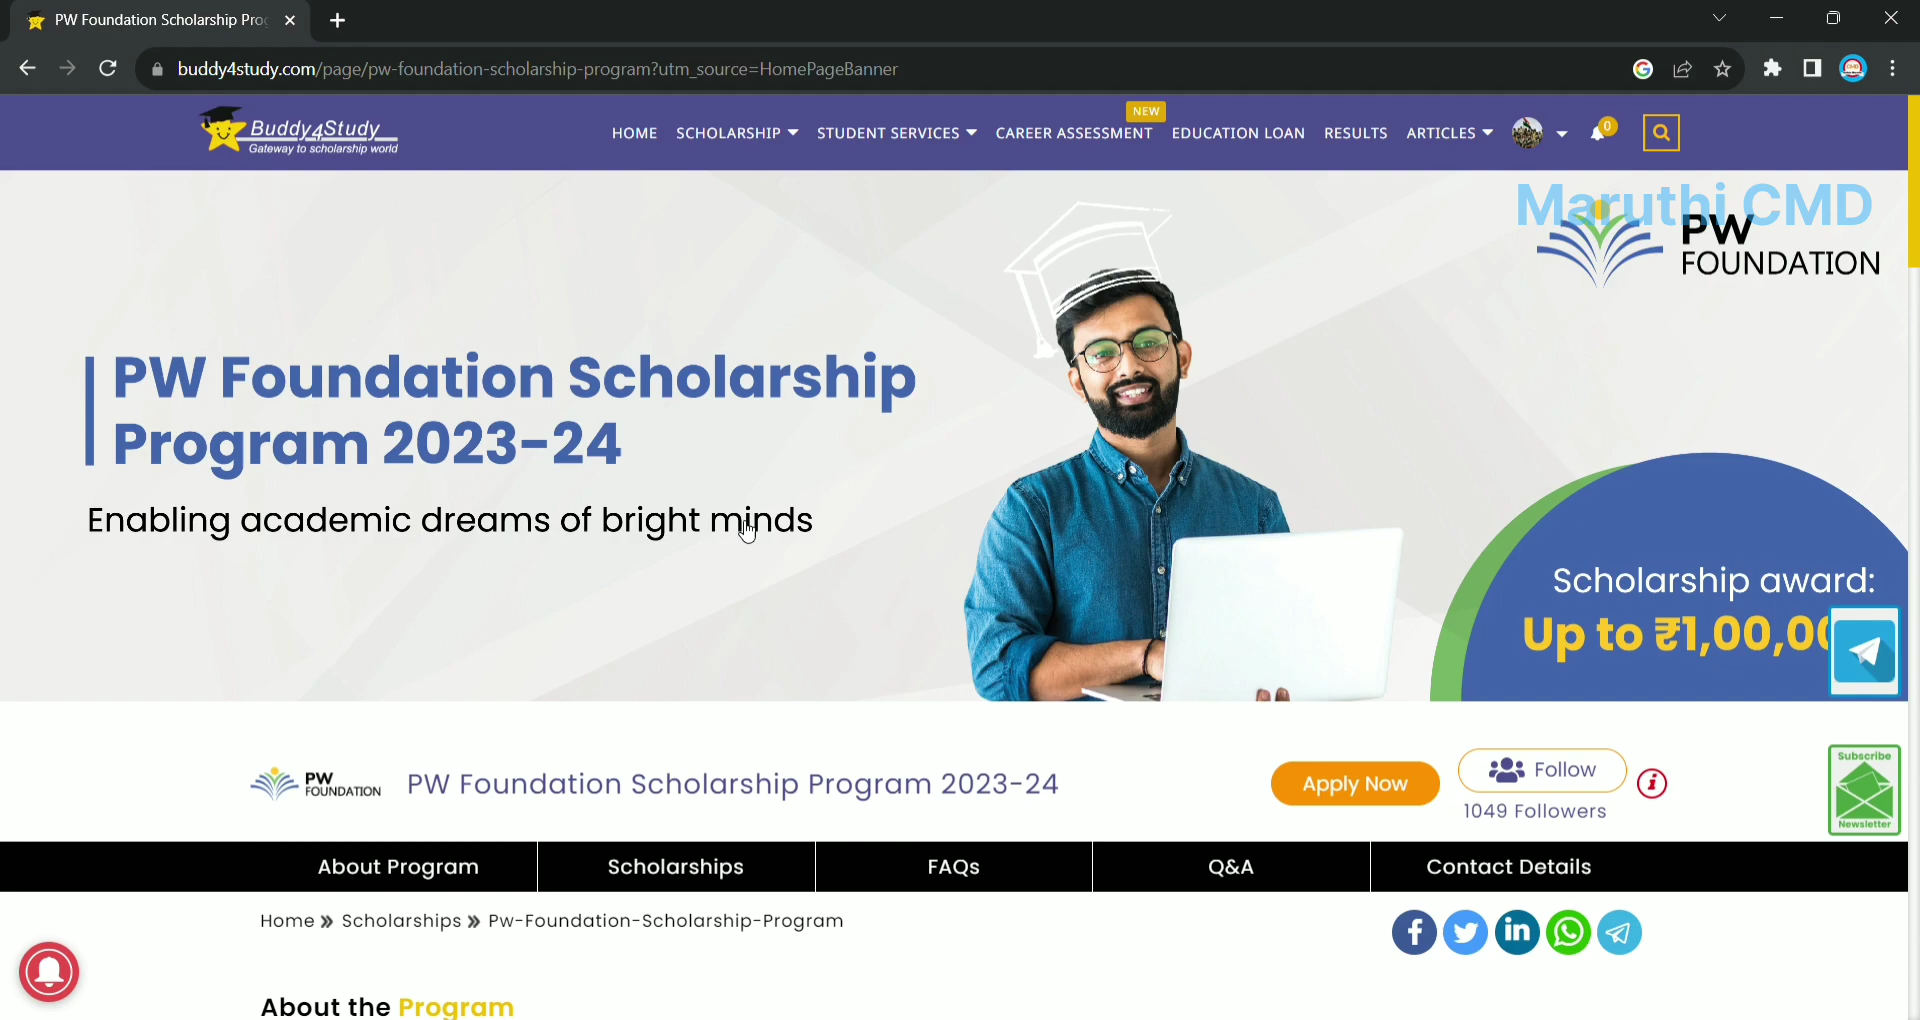 PW Foundation Scholarship Pro
buddy4study.com/page/pw-foundation-scholarship-program?utm_source=HomePageBanner
Buddy4Study
Gateway to scholarship world
HOME
SCHOLARSHIP
STUDENT SERVICES
NEW
CAREER ASSESSMENT
EDUCATION LOAN
RESULTS
ARTICLES
0
Maruthi CMD
PW
FOUNDATION
PW Foundation Scholarship
Program 2023-24
Enabling academic dreams of bright minds
Scholarship award:
Up to ₹1,00,00
PW
FOUNDATION
PW Foundation Scholarship Program 2023-24
Apply Now
Follow
1049 Followers
i
Subscribe
Newsletter
About Program
Scholarships
FAQs
Q&A
Contact Details
Home » Scholarships » Pw-Foundation-Scholarship-Program
About the Program